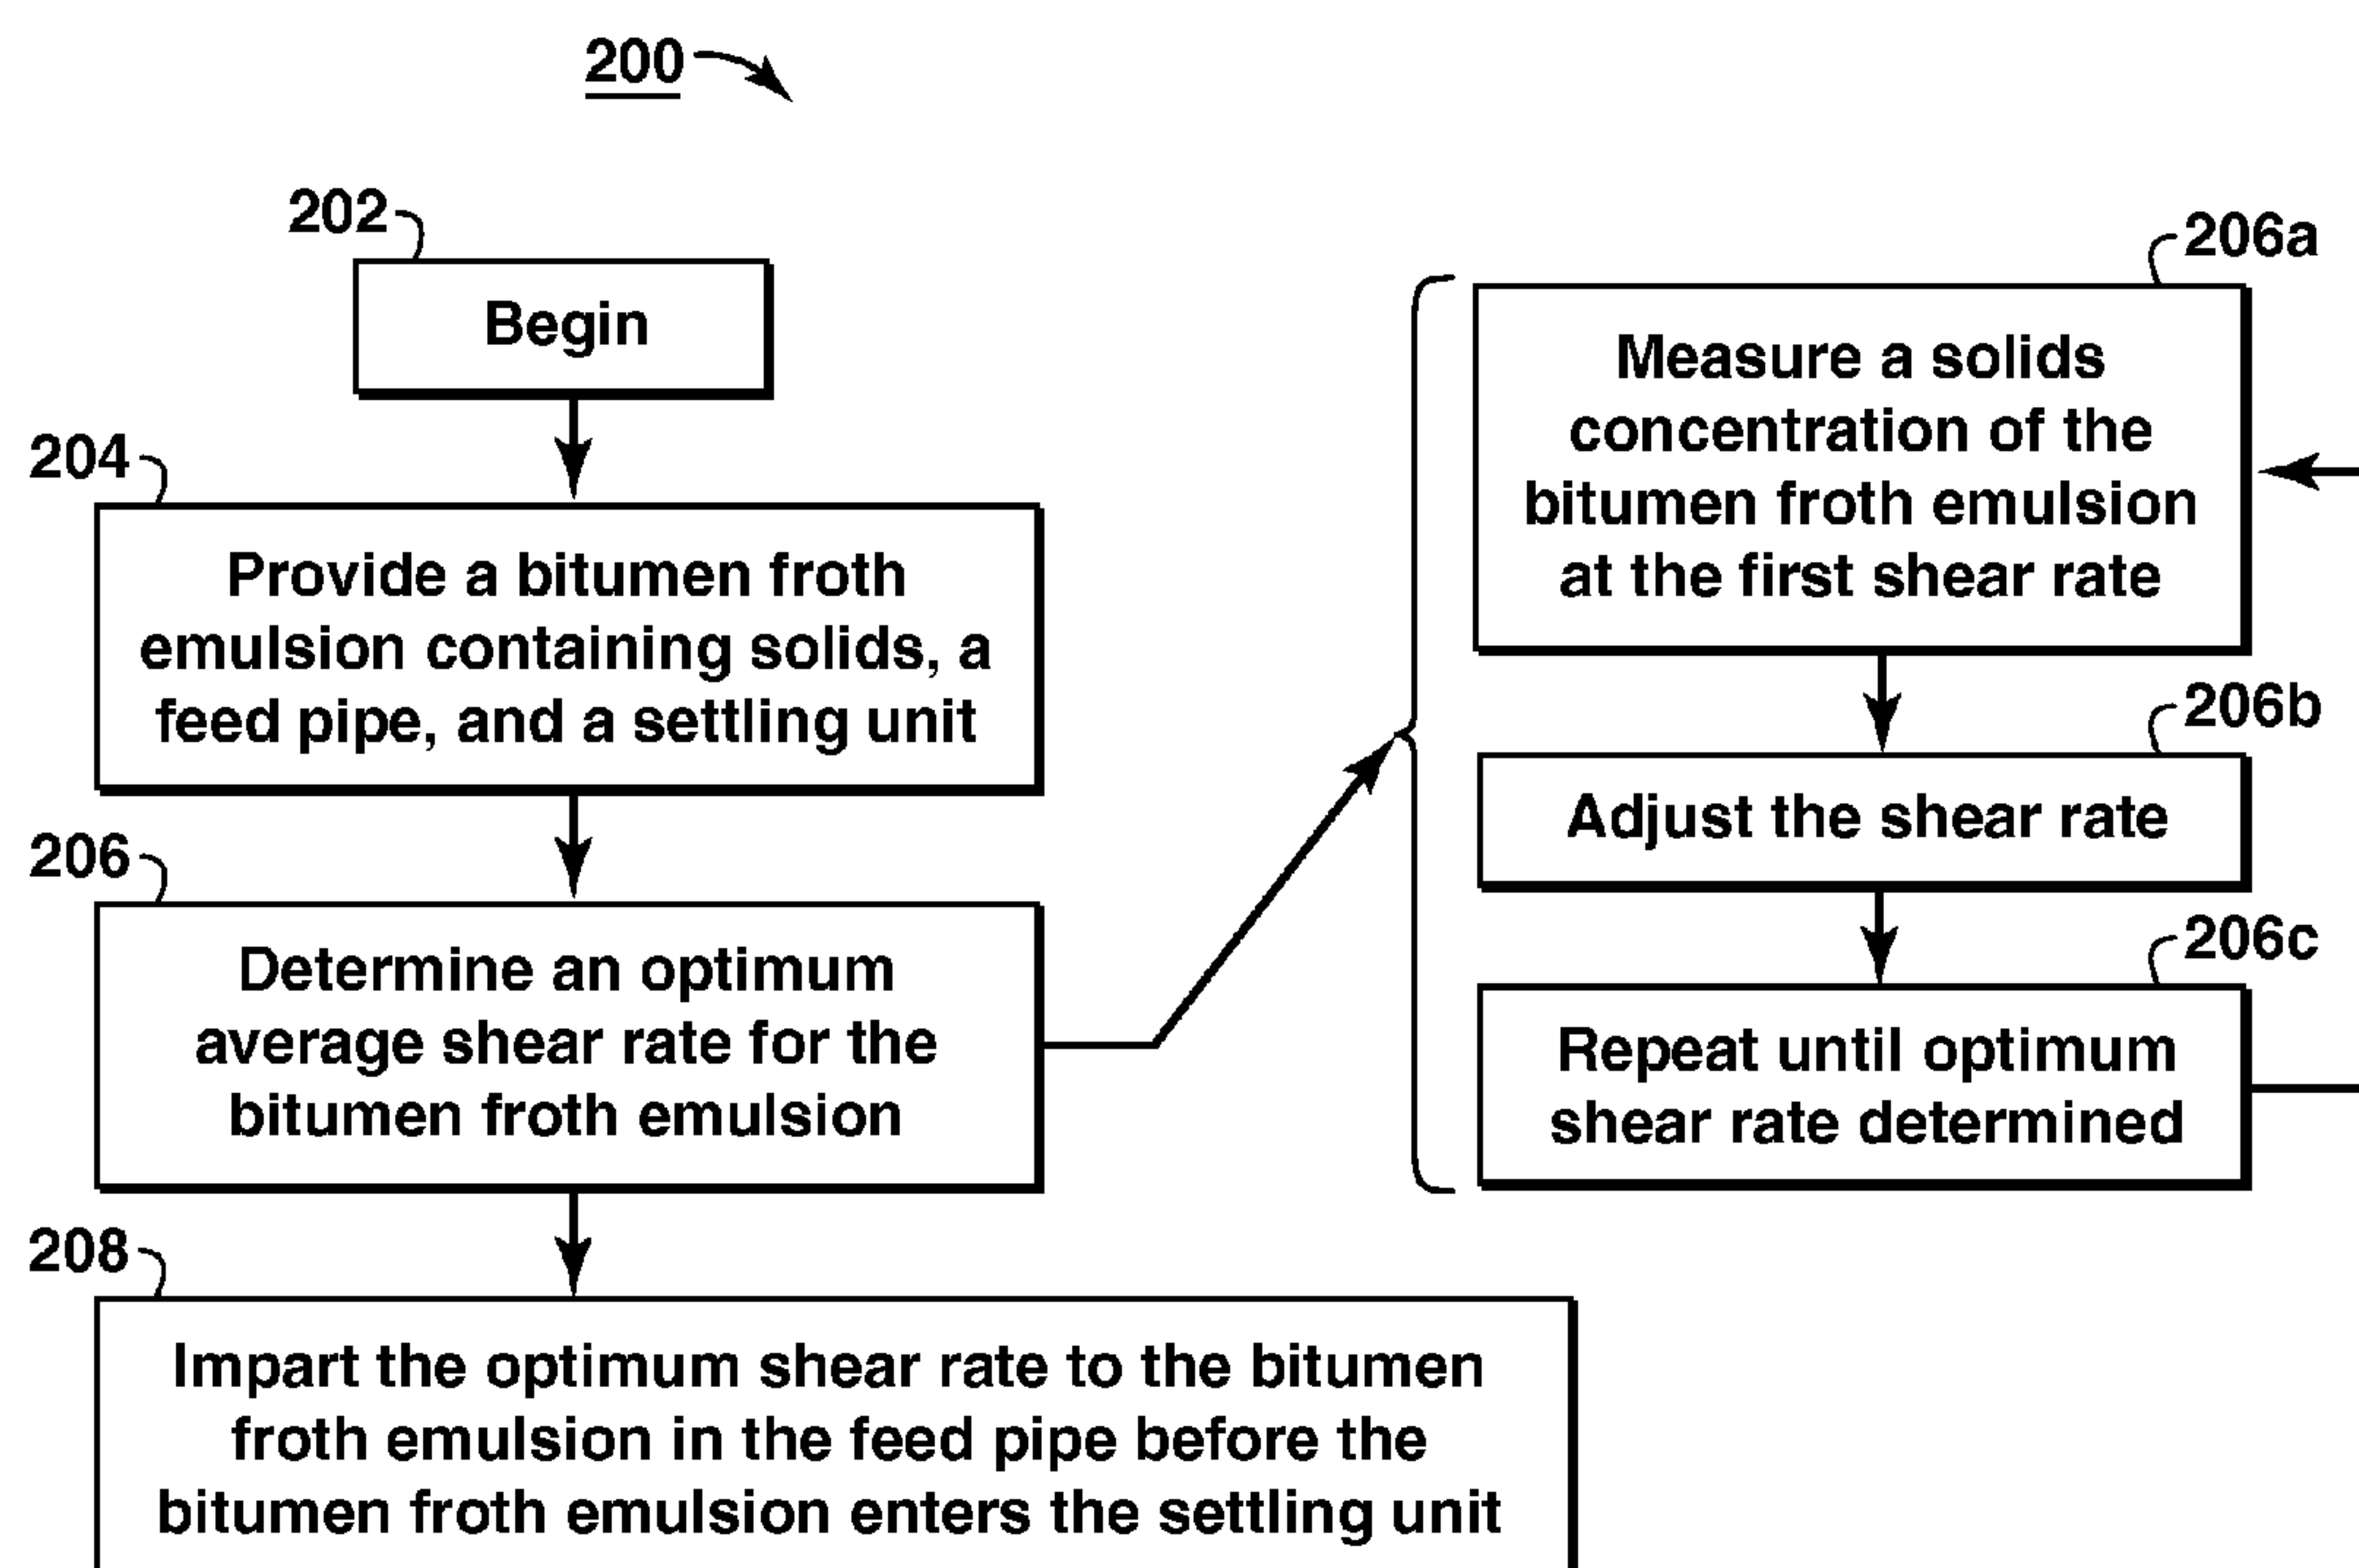 200
202
Begin
204
Provide a bitumen froth
emulsion containing solids, a
feed pipe, and a settling unit
206
Determine an optimum
average shear rate for the
bitumen froth emulsion
206a
Measure a solids
concentration of the
bitumen froth emulsion
at the first shear rate
206b
Adjust the shear rate
206c
Repeat until optimum
shear rate determined
208
Impart the optimum shear rate to the bitumen
froth emulsion in the feed pipe before the
bitumen froth emulsion enters the settling unit